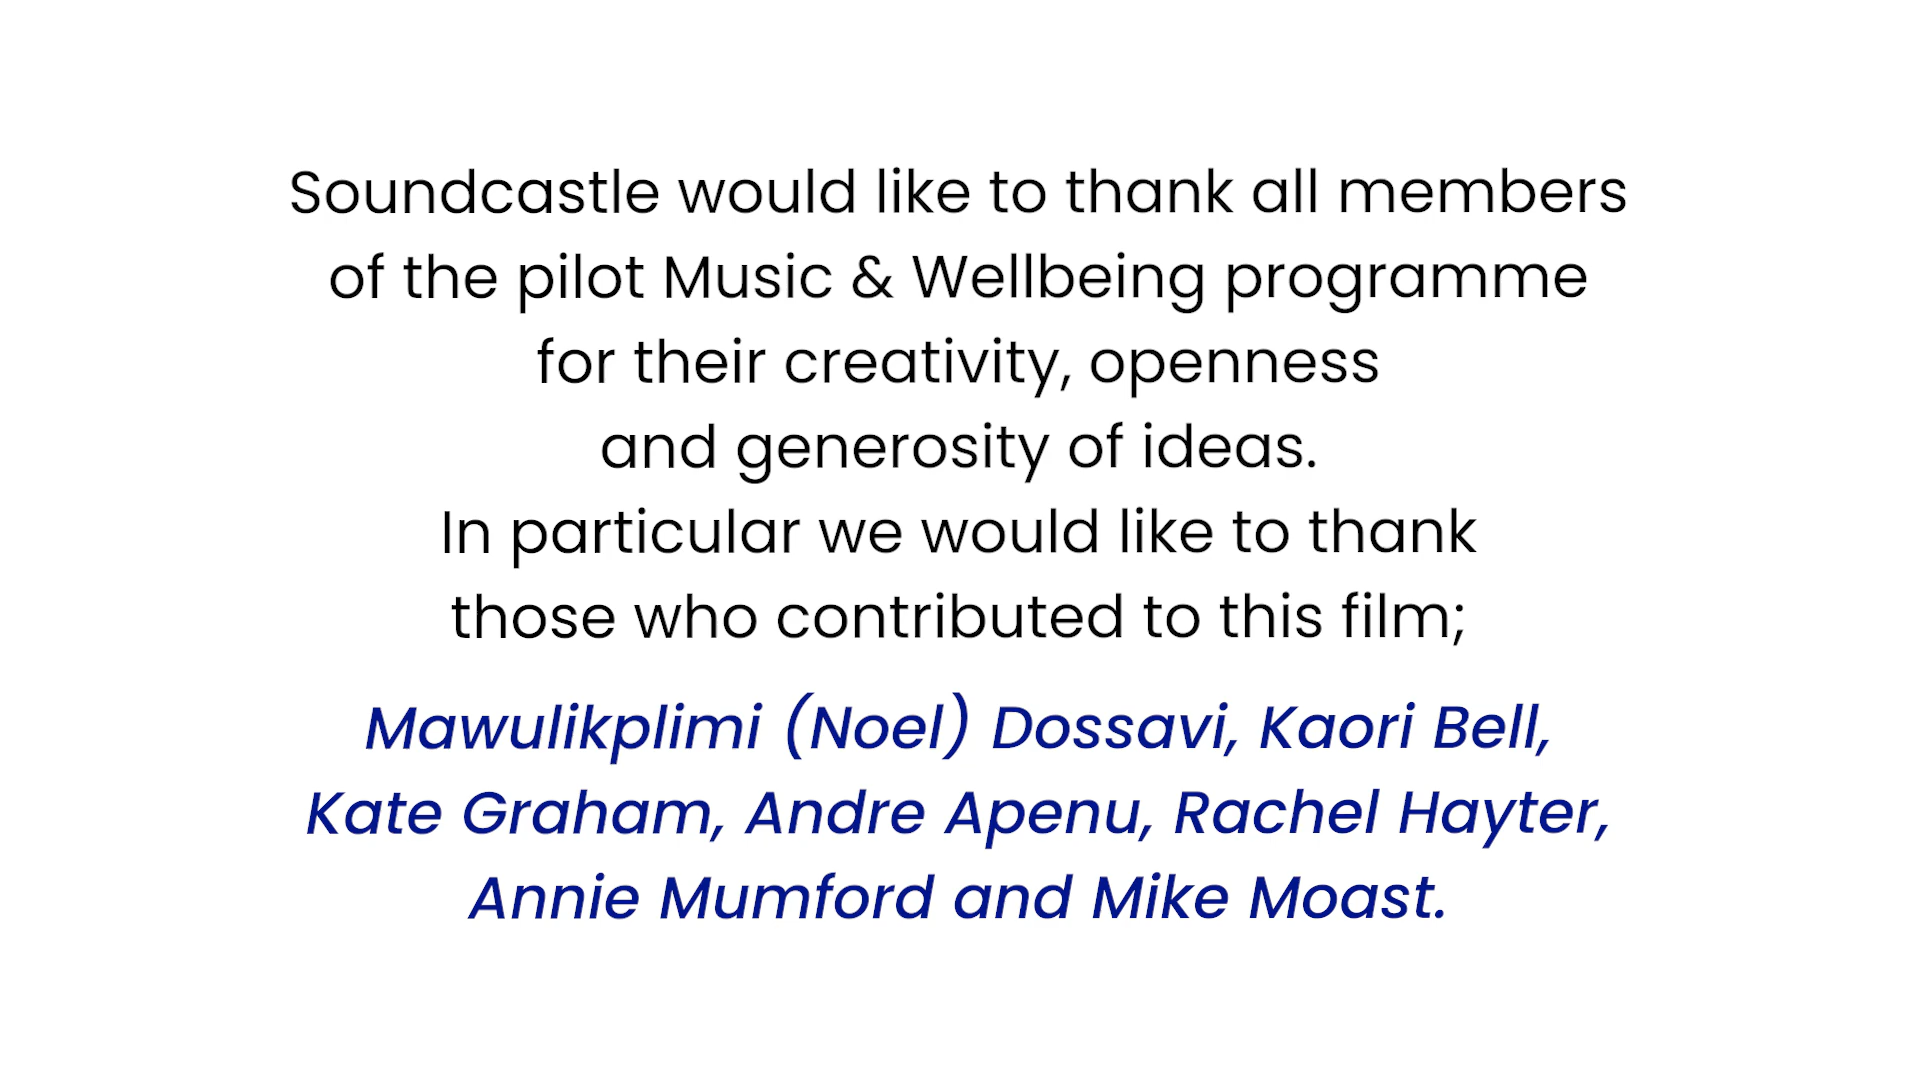 Soundcastle would like to thank all members
of the pilot Music & Wellbeing programme
for their creativity, openness
and generosity of ideas.
In particular we would like to thank
those who contributed to this film;
Mawulikplimi (Noel) Dossavi, Kaori Bell,
Kate Graham, Andre Apenu, Rachel Hayter,
Annie Mumford and Mike Moast.